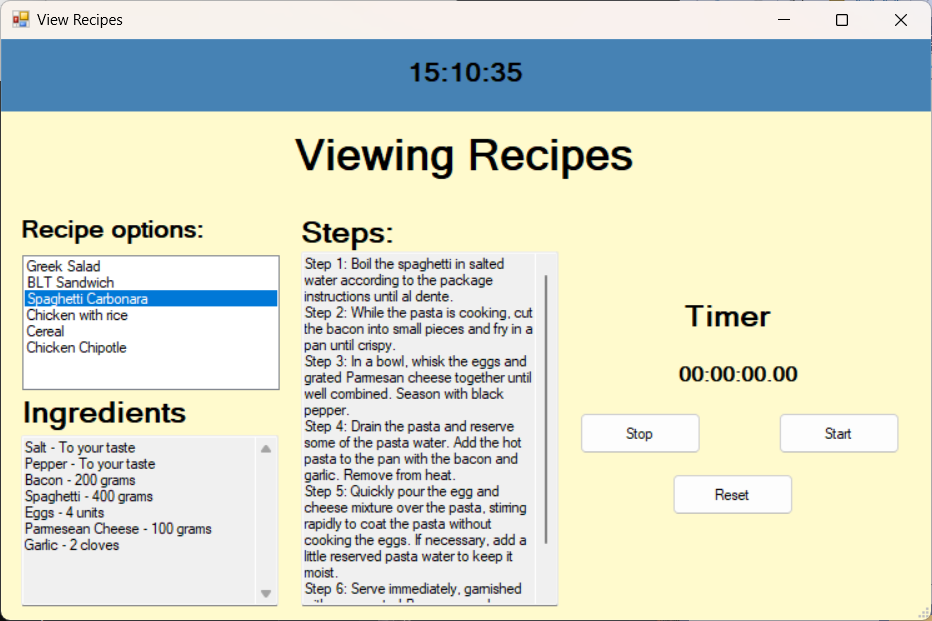 View Recipes
15:10:35
Viewing Recipes
Recipe options:
Greek Salad
BLT Sandwich
Spaghetti Carbonara
Chicken with rice
Cereal
Chicken Chipotle
Ingredients
Salt - To your taste
Pepper - To your taste
Bacon - 200 grams
Spaghetti - 400 grams
Eggs - 4 units
Parmesean Cheese - 100 grams
Garlic - 2 cloves
Steps:
Step 1: Boil the spaghetti in salted
water according to the package
instructions until al dente.
Step 2: While the pasta is cooking, cut
the bacon into small pieces and fry in a
pan until crispy.
Step 3: In a bowl, whisk the eggs and
grated Parmesan cheese together until
well combined. Season with black
pepper.
Step 4: Drain the pasta and reserve
some of the pasta water. Add the hot
pasta to the pan with the bacon and
garlic. Remove from heat.
Step 5: Quickly pour the egg and
cheese mixture over the pasta, stirring
rapidly to coat the pasta without
cooking the eggs. If necessary, add a
little reserved pasta water to keep it
moist.
Step 6: Serve immediately, garnished
Timer
00:00:00.00
Stop
Start
Reset